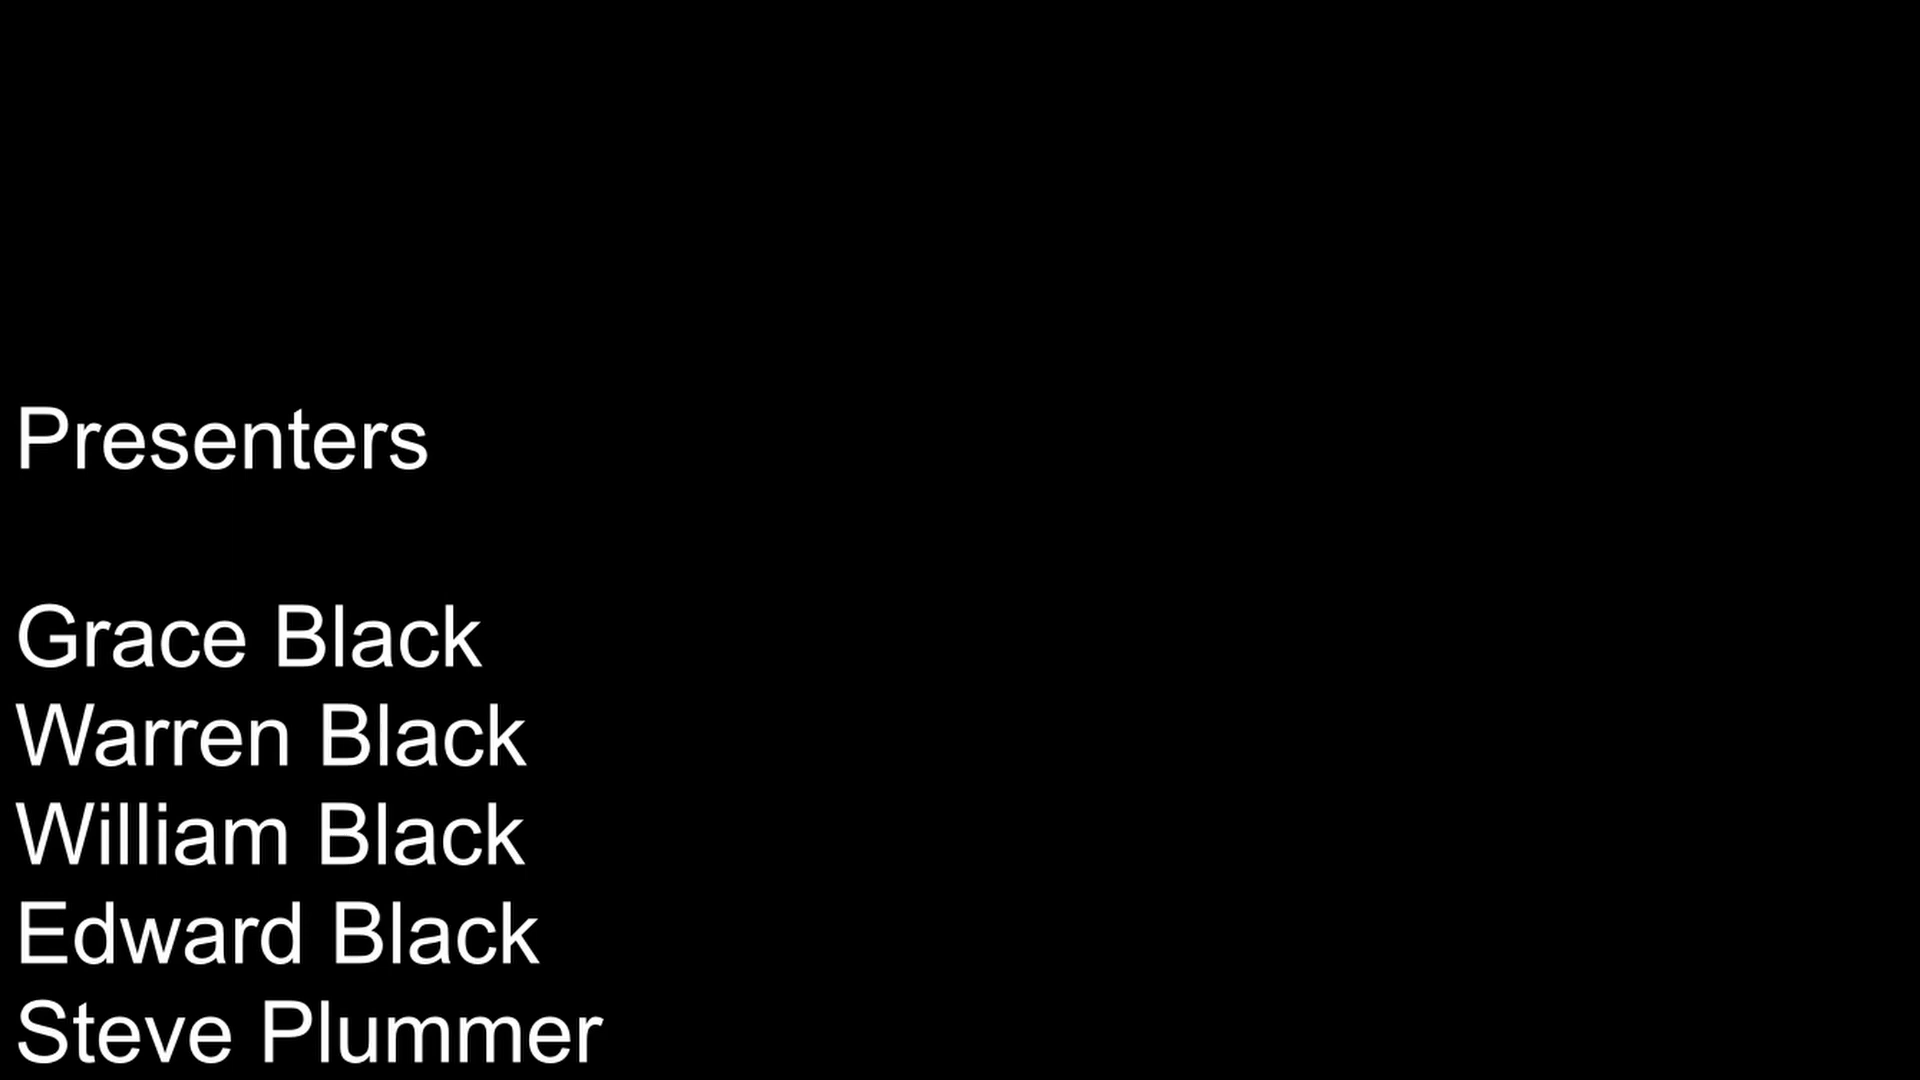 Presenters
Grace Black
Warren Black
William Black
Edward Black
Steve Plummer